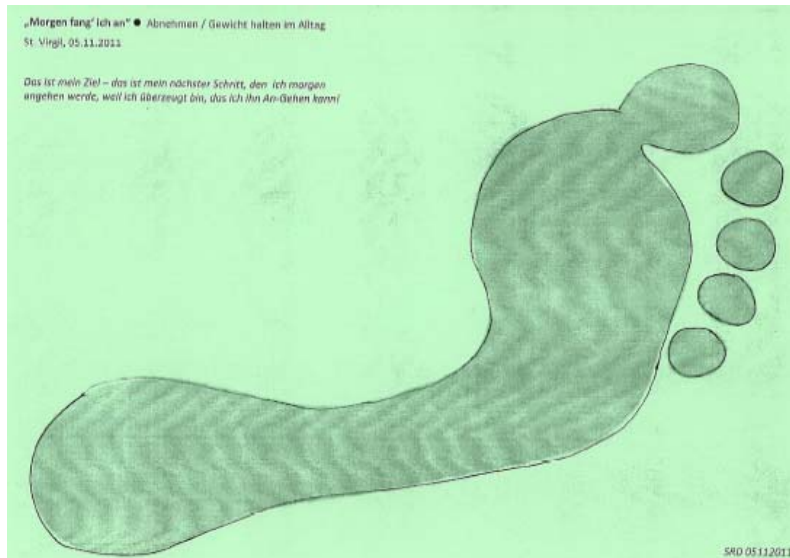 „Morgen fang' ich an“ ● Abnehmen / Gewicht halten im Alltag
St. Virgil, 05.11.2011
Das ist mein Ziel – das ist mein nächster Schritt, den ich morgen
angehen werde, weil ich überzeugt bin, das ich ihn An-Gehen kann!
SRD 05112011